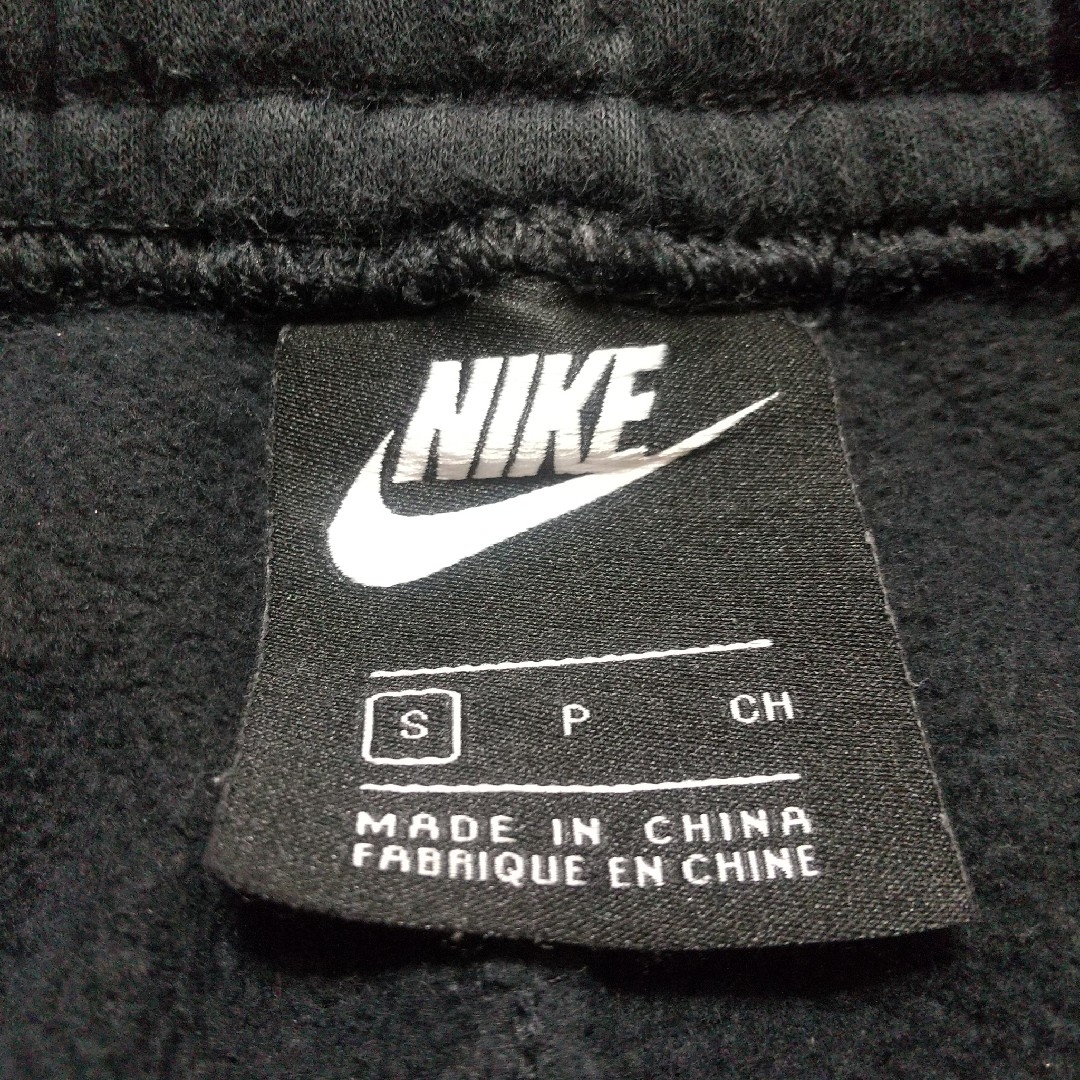 NIKE
S P CH
MADE IN CHINA
FABRIQUE EN CHINE